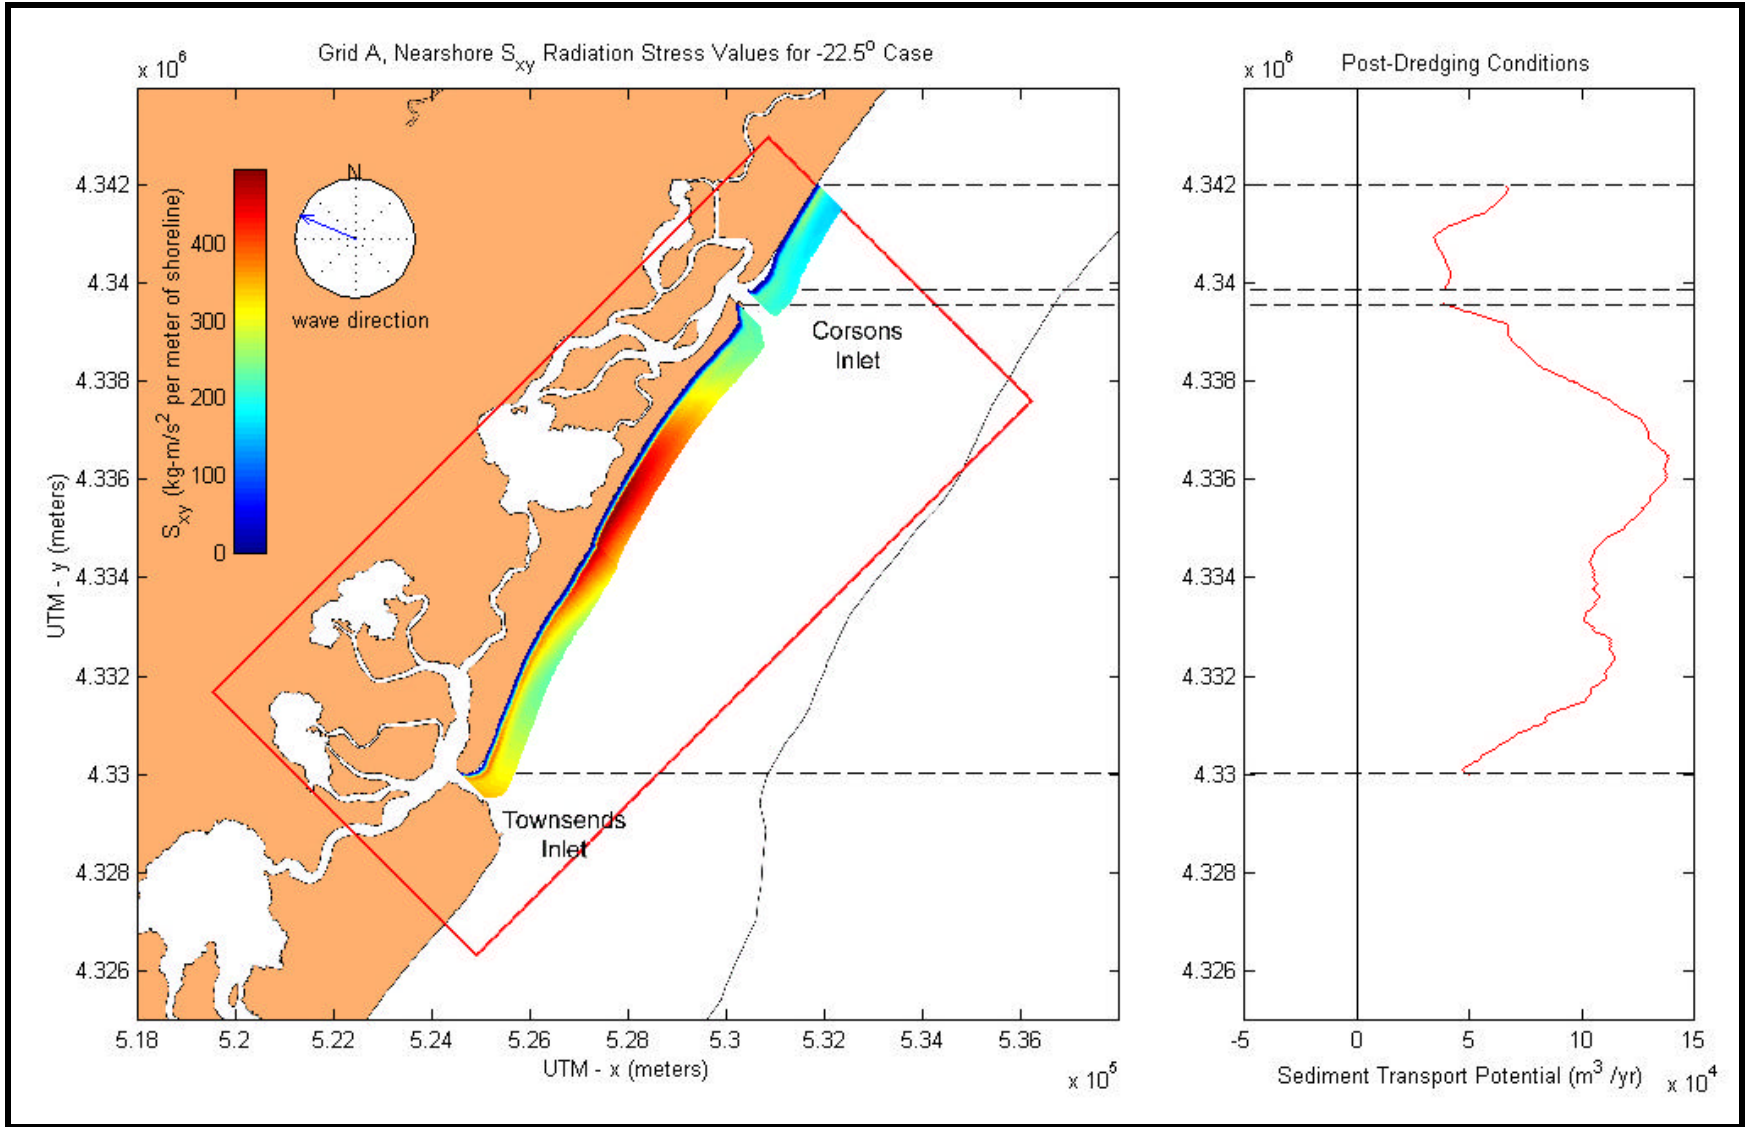 Grid A, Nearshore Sxy Radiation Stress Values for -22.5° Case
x 10^6
N
4.342
4.34
4.338
4.336
4.334
4.332
4.33
4.328
4.326
UTM - y (meters)
Sxy (kg-m/s² per meter of shoreline)
400
300
200
100
0
wave direction
Corsons
Inlet
Townsends
Inlet
5.18 5.2 5.22 5.24 5.26 5.28 5.3 5.32 5.34 5.36
UTM - x (meters)
x 10^5
Post-Dredging Conditions
x 10^6
4.342
4.34
4.338
4.336
4.334
4.332
4.33
4.328
4.326
-5 0 5 10 15
Sediment Transport Potential (m³ /yr) x 10^4